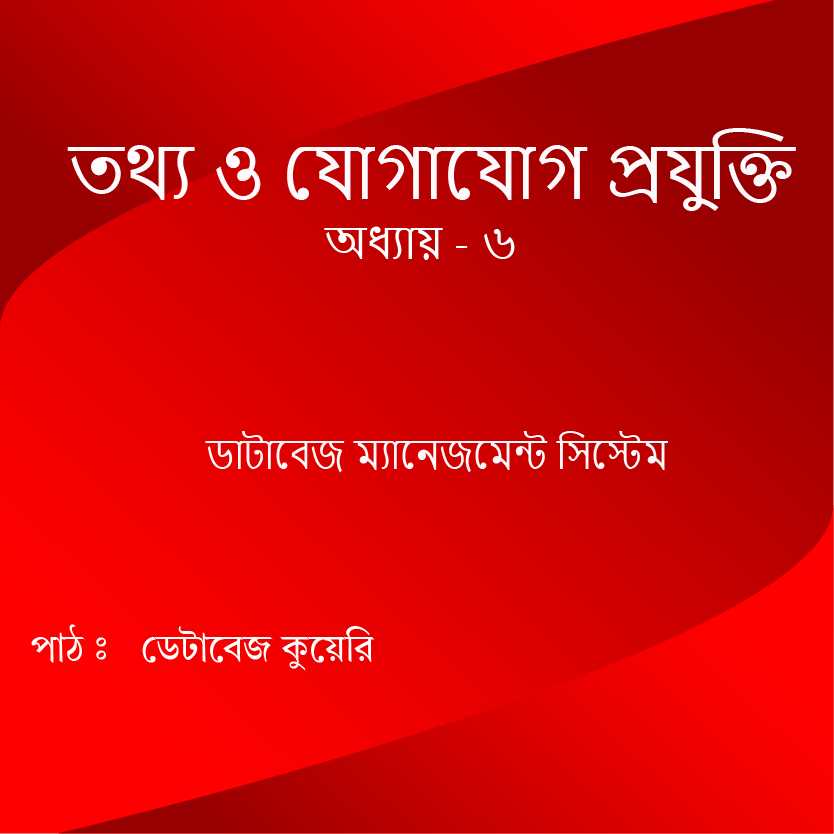 তথ্য ও যোগাযোগ প্রযুক্তি
অধ্যায় - ৬
ডাটাবেজ ম্যানেজমেন্ট সিস্টেম
পাঠ ঃ ডেটাবেজ কুয়েরি